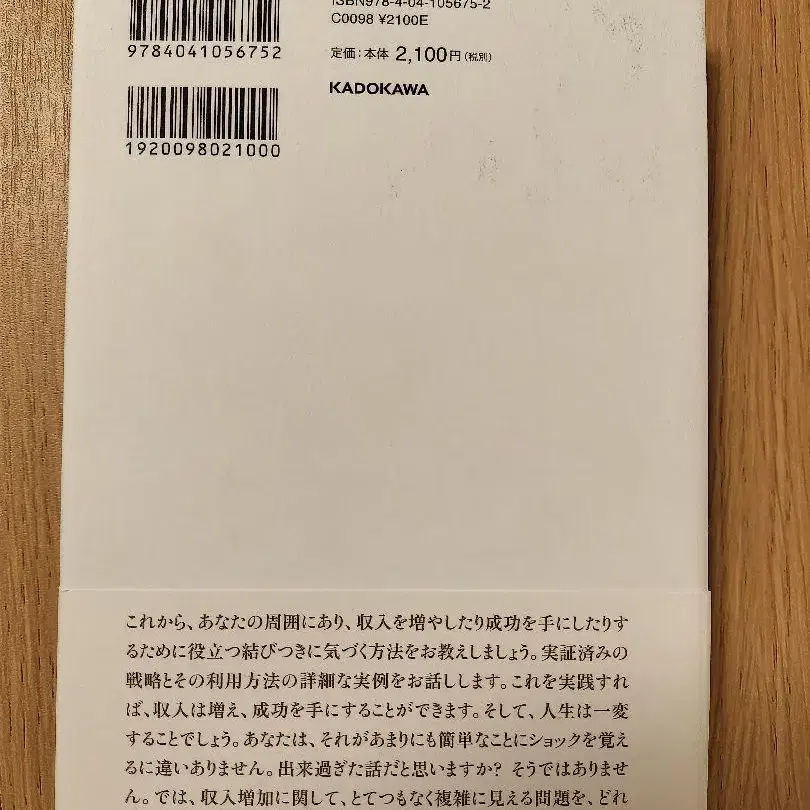 ISBN978-4-04-105675-2
C0098 ¥2100E
9784041056752
定価：本体 2,100円（税別）
KADOKAWA
1920098021000
これから、あなたの周囲にあり、収入を増やしたり成功を手にしたりす
るために役立つ結びつきに気づく方法をお教えしましょう。実証済みの
戦略とその利用方法の詳細な実例をお話しします。これを実践すれ
ば、収入は増え、成功を手にすることができます。そして、人生は一変
することでしょう。あなたは、それがあまりにも簡単なことにショックを覚え
るに違いありません。出来過ぎた話だと思いますか？ そうではありませ
ん。では、収入増加に関して、とてつもなく複雑に見える問題を、どれ